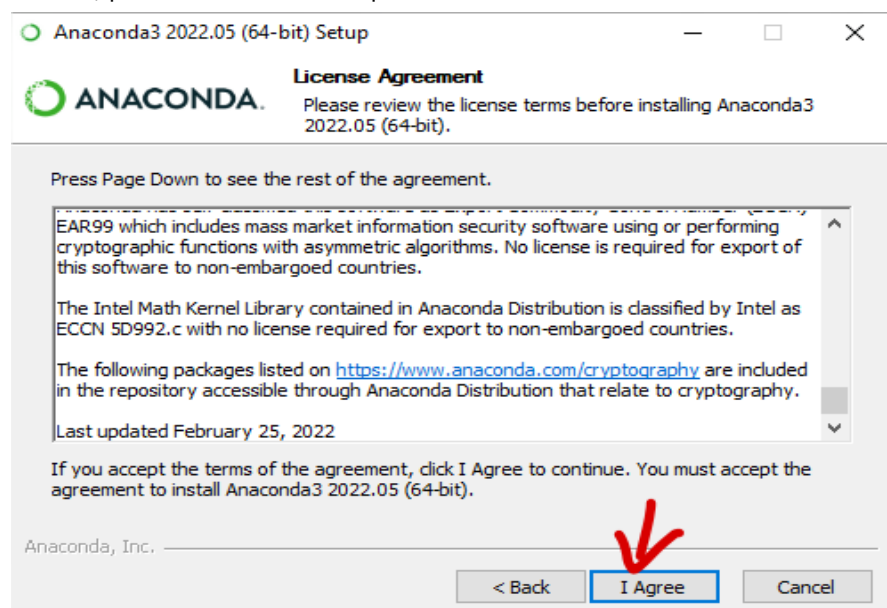 Anaconda3 2022.05 (64-bit) Setup
ANACONDA.
License Agreement
Please review the license terms before installing Anaconda3
2022.05 (64-bit).
Press Page Down to see the rest of the agreement.
EAR99 which includes mass market information security software using or performing
cryptographic functions with asymmetric algorithms. No license is required for export of
this software to non-embargoed countries.
The Intel Math Kernel Library contained in Anaconda Distribution is classified by Intel as
ECCN 5D992.c with no license required for export to non-embargoed countries.
The following packages listed on https://www.anaconda.com/cryptography are included
in the repository accessible through Anaconda Distribution that relate to cryptography.
Last updated February 25, 2022
If you accept the terms of the agreement, click I Agree to continue. You must accept the
agreement to install Anaconda3 2022.05 (64-bit).
Anaconda, Inc.
< Back
I Agree
Cancel